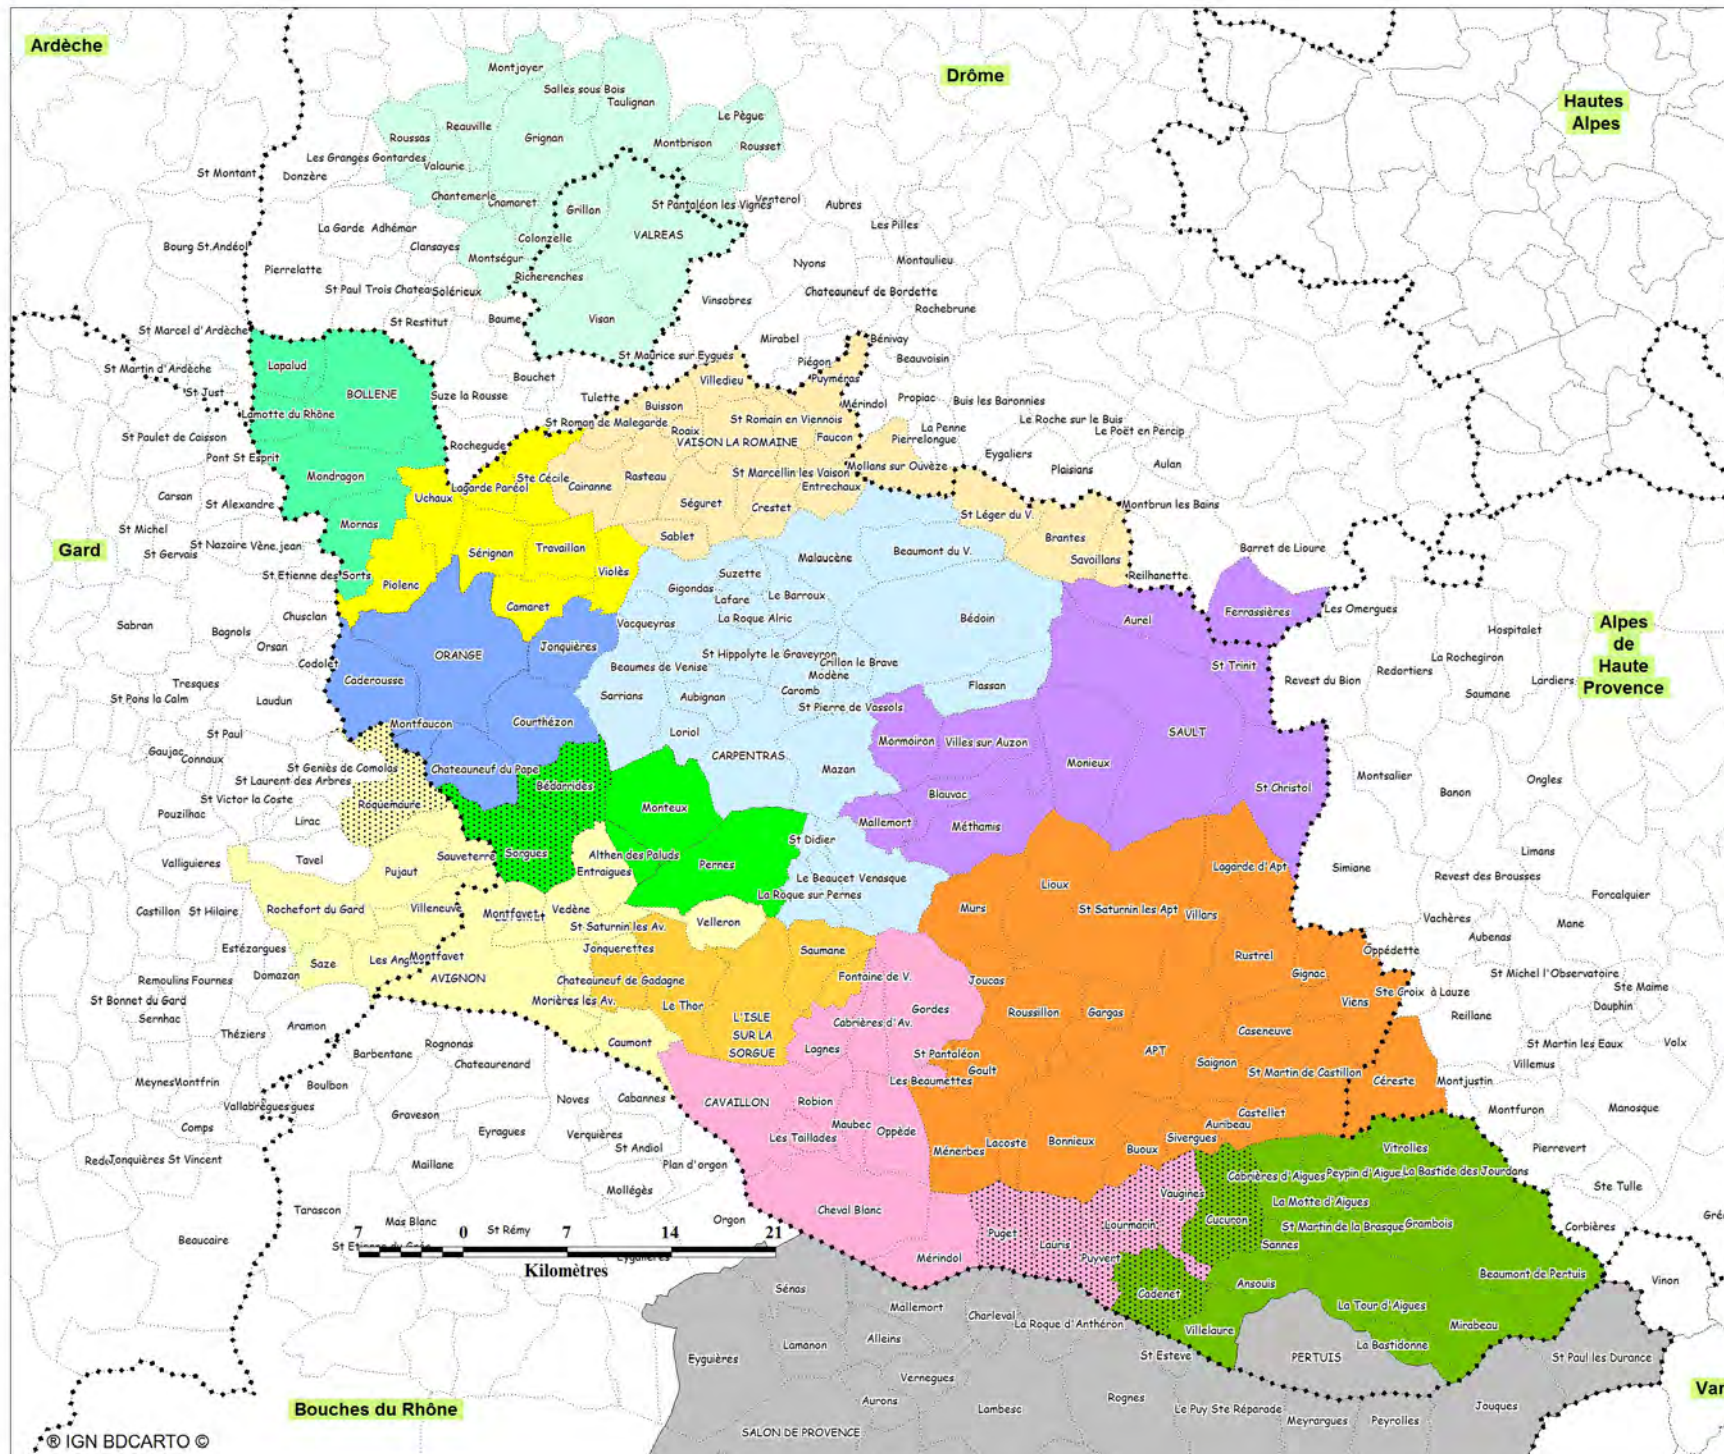 Ardèche
Drôme
Hautes
Alpes
Montjoyer
Salles sous Bois
Taulignan
Le Pègue
Roussas
Reauville
Grignan
Montbrison
Rousset
Les Granges Gontardes
Valaurie
St Montant
Donzère
Chantemerle
Chamaret
Grillon
St Pantaléon les Vignes
Venterol
Aubres
Les Pilles
La Garde Adhémar
Clansayes
Colonzelle
VALREAS
Bourg St.Andéol
Pierrelatte
Montségur
Richerenches
Nyons
Montaulieu
St Paul Trois Chateau
Solérieux
Vinsobres
Chateauneuf de Bordette
Rochebrune
St Marcel d'Ardèche
St Restitut
Baume
Visan
Mirabel
Bénivay
St Martin d'Ardèche
Lapalud
St Maurice sur Eygues
Piégon
Beauvoisin
St Just
BOLLENE
Suze la Rousse
Bouchet
Villedieu
Puyméras
Lamotte du Rhône
Tulette
Buisson
Mérindol
Propiac
Buis les Baronnies
St Paulet de Caisson
St Roman de Malegarde
Roaix
St Romain en Viennois
La Penne
Le Roche sur le Buis
Le Poët en Percip
Pont St Esprit
Rochegude
VAISON LA ROMAINE
Faucon
Pierrelongue
Eygaliers
Mondragon
Ste Cécile
Rasteau
St Marcellin les Vaison
Mollans sur Ouvèze
Plaisians
Aulan
Carsan
St Alexandre
Uchaux
Lagarde Paréol
Cairanne
Entrechaux
Montbrun les Bains
St Michel
Mornas
Séguret
Crestet
St Léger du V.
Gard
St Gervais
St Nazaire
Vène.jean
Sérignan
Travaillan
Sablet
Malaucène
Beaumont du V.
Brantes
Savaillans
Barret de Lioure
St Etienne des Sorts
Piolenc
Violès
Suzette
Reilhanette
Gigondas
Lafare
Le Barroux
Chusclan
Camaret
Ferrassières
Les Omergues
Sabran
Bagnols
Vacqueyras
La Roque Alric
Bédoin
Aurel
Hospitalet
Alpes
de
Haute
Provence
Orsan
ORANGE
Jonquières
Codolet
Beaumes de Venise
St Hippolyte le Graveyron
Crillon le Brave
St Trinit
La Rochegiron
Tresques
Caderousse
Modène
Revest du Bion
Redortiers
Lardiers
St Pons la Calm
Laudun
Sarrians
Aubignan
Caromb
Flassan
Saumane
Montfaucon
Courthézon
St Pierre de Vassols
St Paul
Gaujac
Connaux
Loriol
Mormoiron
Villes sur Auzon
SAULT
St Geniès de Comolas
Chateauneuf du Pape
CARPENTRAS
Mazan
Monieux
Montsalier
Ongles
St Laurent des Arbres
Bédarrides
Blauvac
St Christol
Banon
St Victor la Coste
Roquemaure
Monteux
Pouzilhac
Lirac
Mallemort
Méthamis
St Didier
Valliguieres
Tavel
Sauveterre
Sorgues
Althen des Paluds
Limans
Pujaut
Entraigues
Pernes
Le Beaucet
Venasque
Lioux
Lagarde d'Apt
Simiane
Revest des Brousses
La Roque sur Pernes
Forcalquier
Castillon
St Hilaire
Rochefort du Gard
Villeneuve
Montfavet
Vedène
Velleron
Murs
St Saturnin les Apt
Villars
Vachères
Mane
Estézargues
St Saturnin les Av.
Aubenas
Saze
Les Angles
Montfavet
Jonquerettes
Saumane
Rustrel
Oppédette
Remoulins
Fournes
Domazan
AVIGNON
Chateauneuf de Gadagne
Fontaine de V.
Joucas
Gignac
St Michel l'Observatoire
Ste Croix à Lauze
Ste Maime
St Bonnet du Gard
Morières les Av.
Le Thor
Gordes
Roussillon
Gargas
Viens
Dauphin
Sernhac
L'ISLE
SUR LA
SORGUE
Cabrières d'Av.
Reillane
Théziers
Aramon
Caumont
Caseneuve
Barbentane
Rognonas
Lagnes
St Pantaléon
APT
Saignon
St Martin les Eaux
Volx
Chateaurenard
Goult
St Martin de Castillon
Villemus
Meynes
Montfrin
Boulbon
Les Beaumettes
Céreste
Montjustin
Vallabrègues
gues
Noves
Cabannes
CAVAILLON
Robion
Castellet
Montfuron
Manosque
Comps
Graveson
Eyragues
Verquières
Maubec
Oppède
Auribeau
Les Taillades
Lacoste
Bonnieux
Sivergues
Jonquières St Vincent
St Andiol
Ménerbes
Buoux
Vitrolles
Pierrevert
Maillane
Plan d'orgon
Cabrières d'Aigues
Peypin d'Aigue
La Bastide des Jourdans
Mollégès
Vaugines
Ste Tulle
La Motte d'Aigues
Tarascon
Mas Blanc
St Rémy
Orgon
Cheval Blanc
Puget
Lourmarin
Cucuron
St Martin de la Brasque
Grambois
Corbières
Beaucaire
7 0 7 14 21
Kilomètres
Lauris
Sannes
Mérindol
Puyvert
Sénas
Ansouis
Beaumont de Pertuis
Vinon
Cadenet
Mallemort
Charleval
La Roque d'Anthéron
La Tour d'Aigues
Lamanon
Alleins
Villelaure
Mirabeau
Eyguières
St Esteve
PERTUIS
La Bastidonne
St Paul les Durance
Vernegues
Var
Aurons
Rognes
Bouches du Rhône
Lambesc
Le Puy Ste Réparade
Meyrargues
Peyrolles
Jouques
SALON DE PROVENCE
® IGN BDCARTO ©